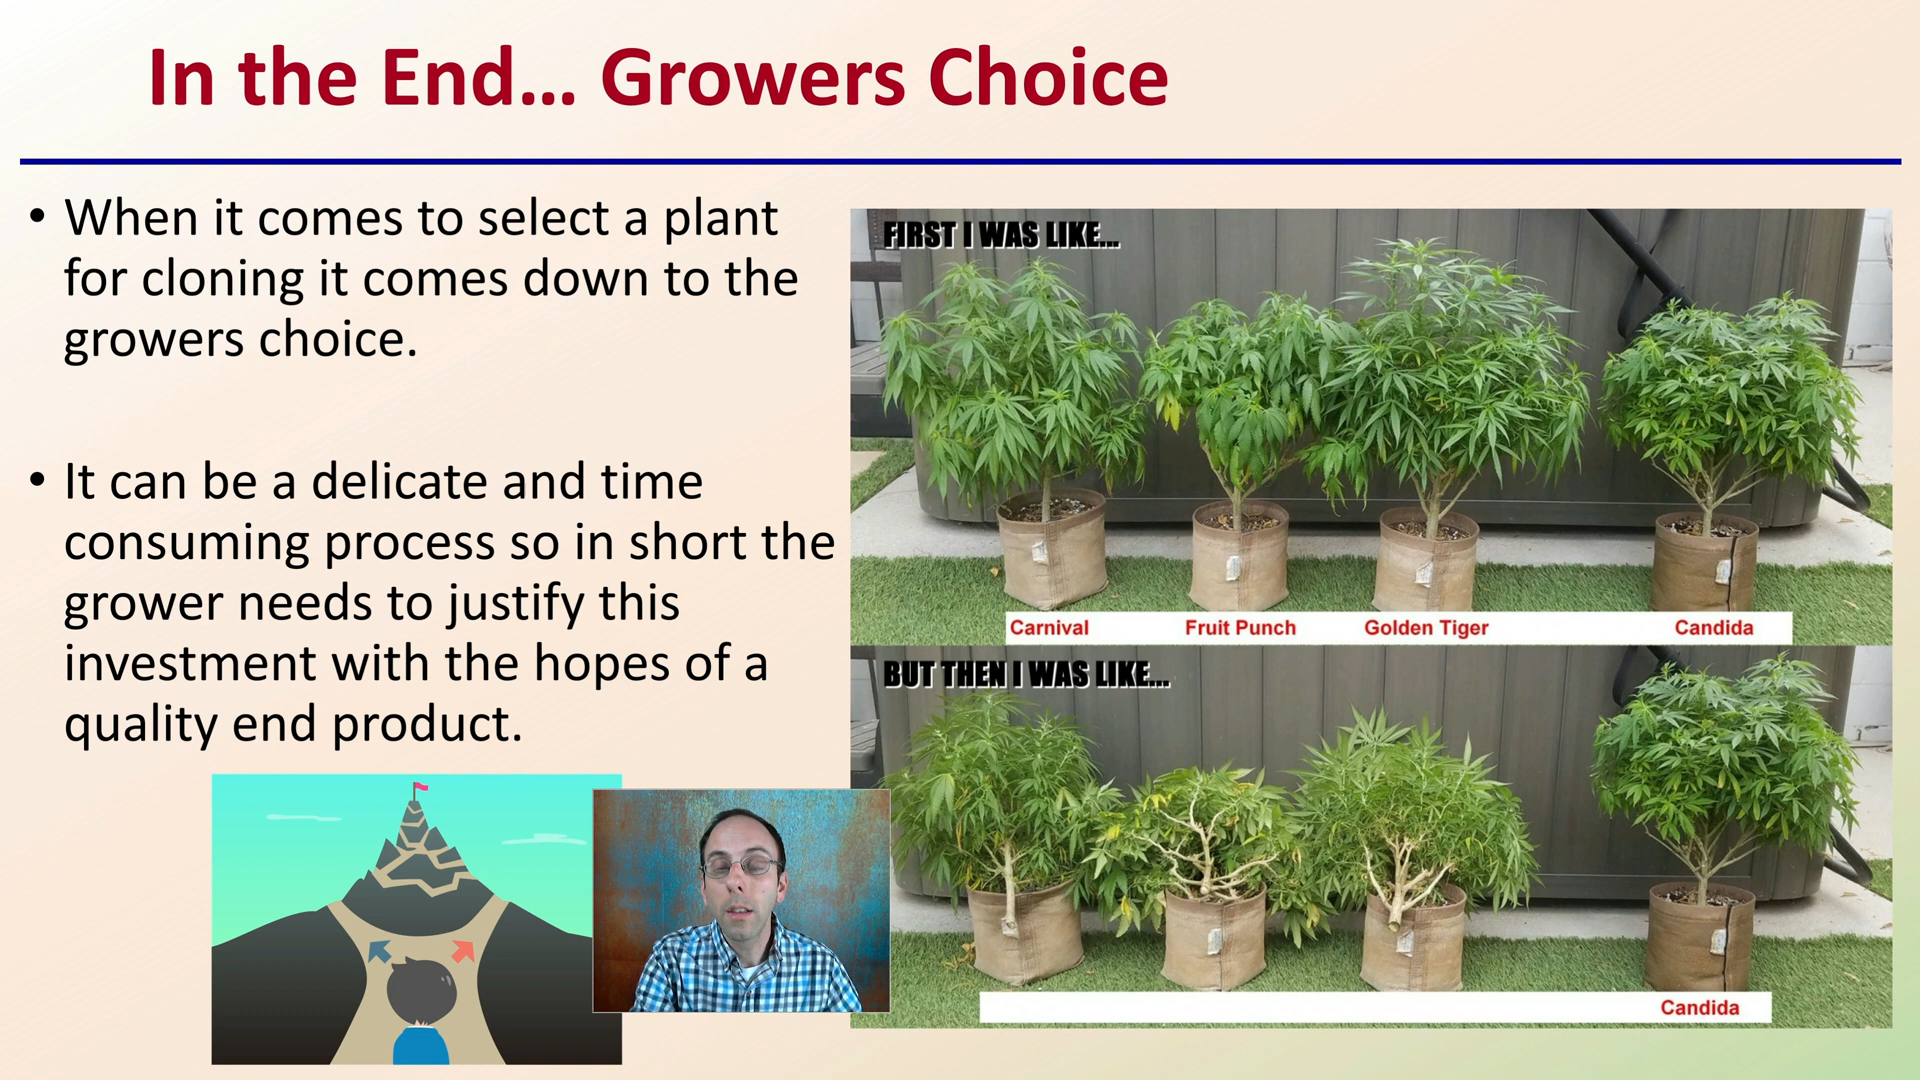 In the End... Growers Choice
• When it comes to select a plant
for cloning it comes down to the
growers choice.
• It can be a delicate and time
consuming process so in short the
grower needs to justify this
investment with the hopes of a
quality end product.
FIRST I WAS LIKE...
Carnival Fruit Punch Golden Tiger Candida
BUT THEN I WAS LIKE...
Candida